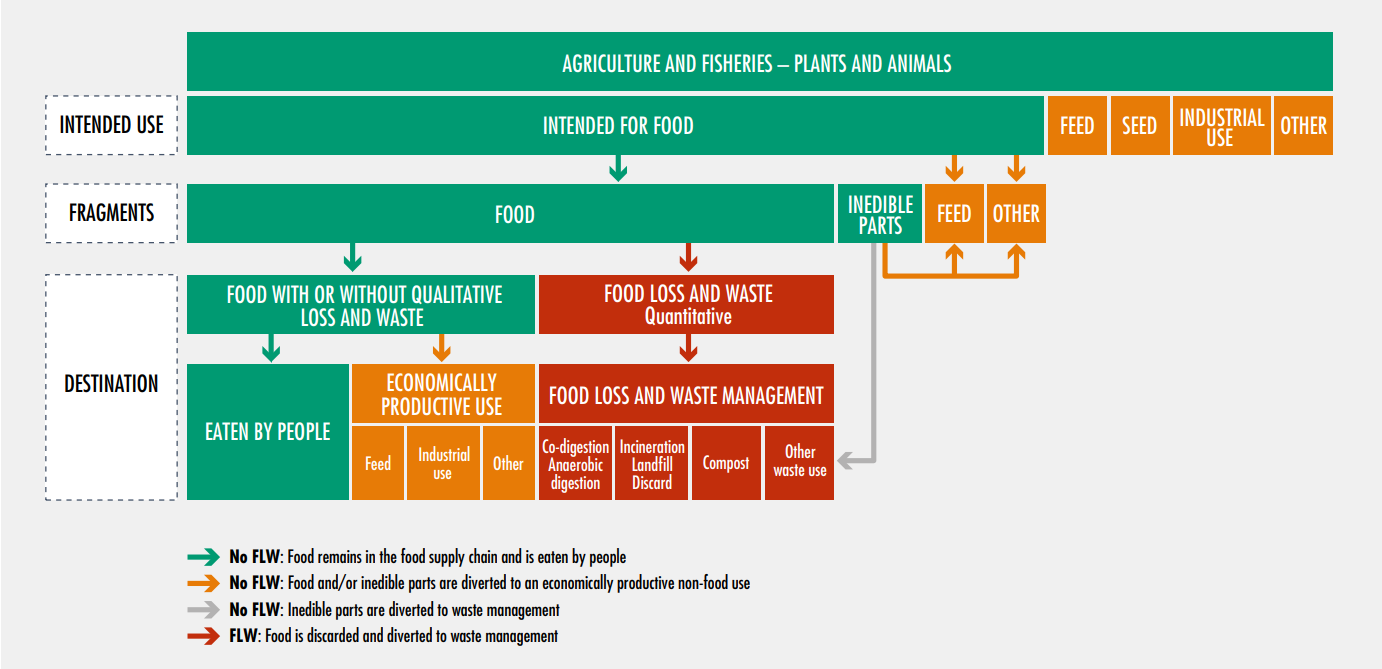 AGRICULTURE AND FISHERIES – PLANTS AND ANIMALS
INTENDED USE
INTENDED FOR FOOD
FEED
SEED
INDUSTRIAL
USE
OTHER
FRAGMENTS
FOOD
INEDIBLE
PARTS
FEED
OTHER
DESTINATION
FOOD WITH OR WITHOUT QUALITATIVE
LOSS AND WASTE
FOOD LOSS AND WASTE
Quantitative
EATEN BY PEOPLE
ECONOMICALLY
PRODUCTIVE USE
FOOD LOSS AND WASTE MANAGEMENT
Feed
Industrial
use
Other
Co-digestion
Anaerobic
digestion
Incineration
Landfill
Discard
Compost
Other
waste use
No FLW: Food remains in the food supply chain and is eaten by people
No FLW: Food and/or inedible parts are diverted to an economically productive non-food use
No FLW: Inedible parts are diverted to waste management
FLW: Food is discarded and diverted to waste management